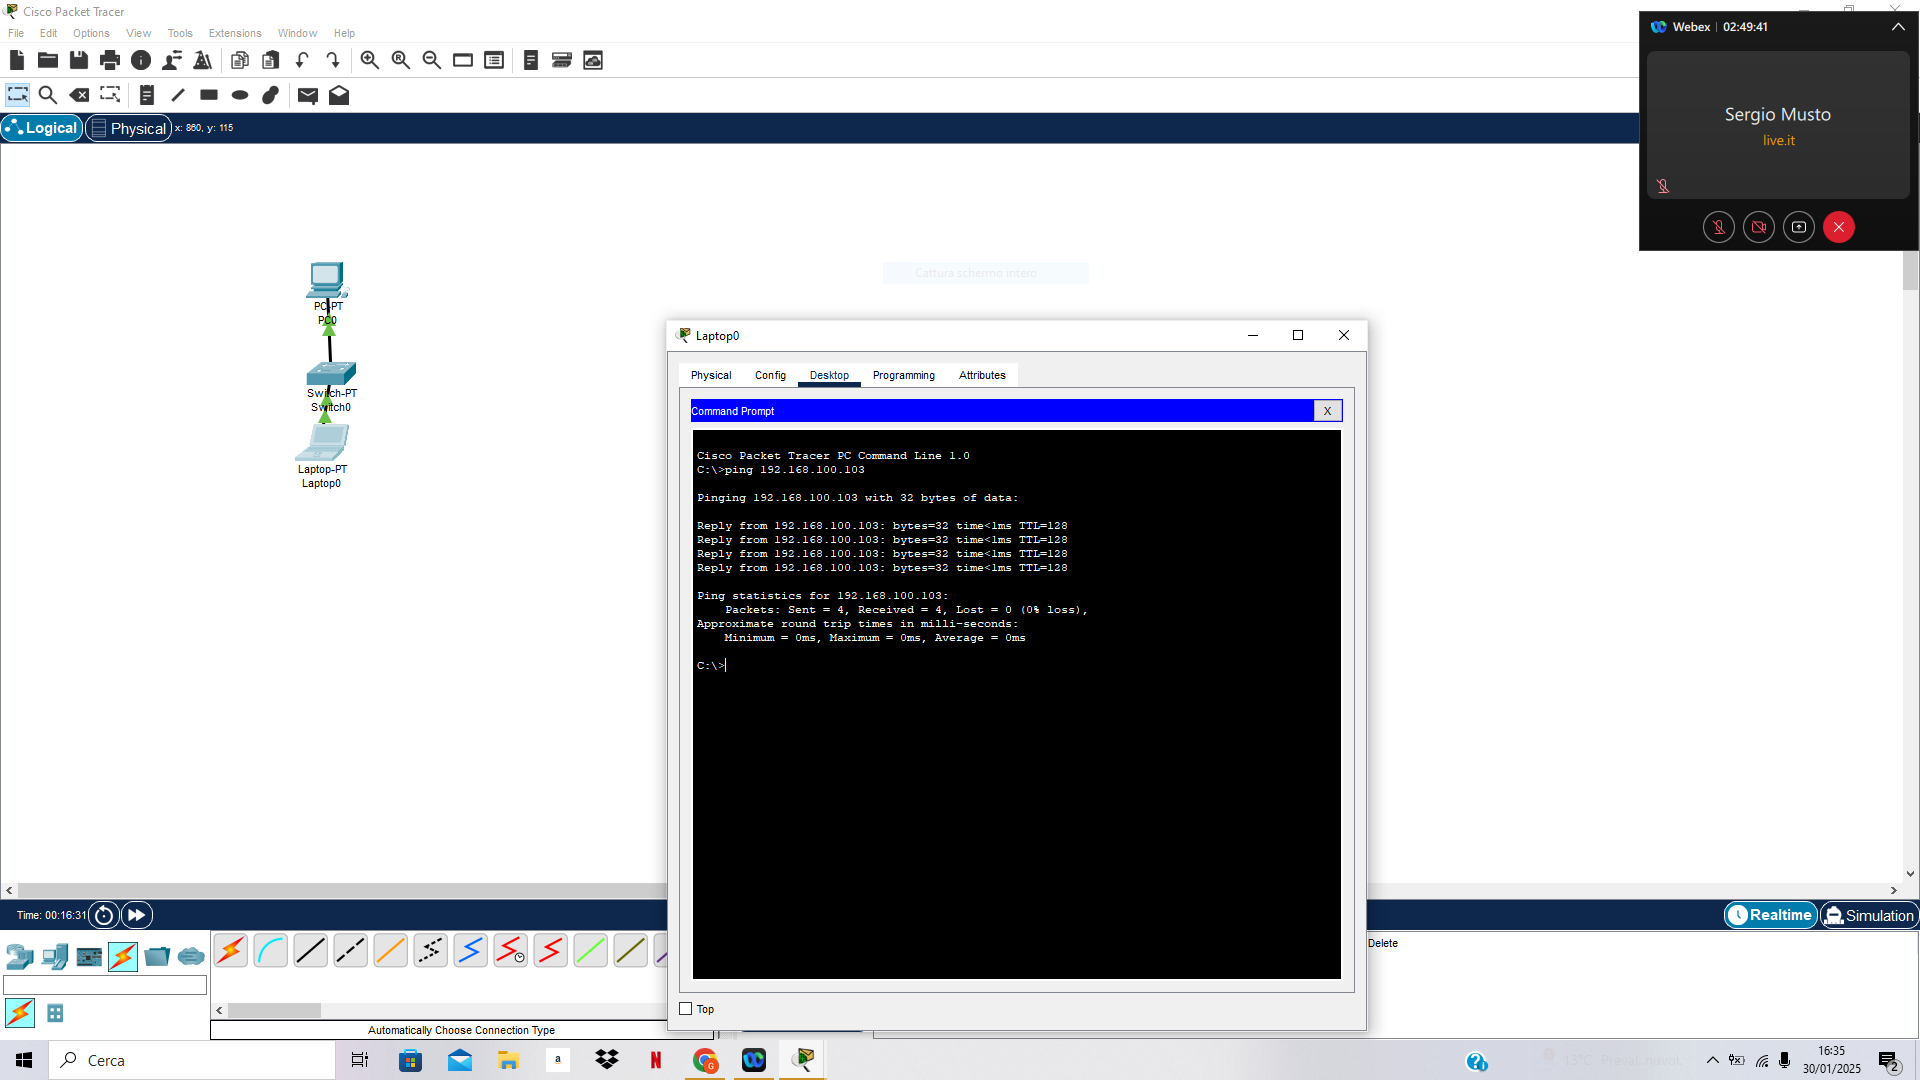 Cisco Packet Tracer
File Edit Options View Tools Extensions Window Help
Logical Physical x: 860, y: 115
Webex 02:49:41
Sergio Musto
live.it
Cattura schermo intero
PC-PT
PC0
Switch-PT
Switch0
Laptop-PT
Laptop0
Laptop0
Physical Config Desktop Programming Attributes
Command Prompt X
Cisco Packet Tracer PC Command Line 1.0
C:\>ping 192.168.100.103
Pinging 192.168.100.103 with 32 bytes of data:
Reply from 192.168.100.103: bytes=32 time<1ms TTL=128
Reply from 192.168.100.103: bytes=32 time<1ms TTL=128
Reply from 192.168.100.103: bytes=32 time<1ms TTL=128
Reply from 192.168.100.103: bytes=32 time<1ms TTL=128
Ping statistics for 192.168.100.103:
Packets: Sent = 4, Received = 4, Lost = 0 (0% loss),
Approximate round trip times in milli-seconds:
Minimum = 0ms, Maximum = 0ms, Average = 0ms
C:\>
Top
Time: 00:16:31
Realtime Simulation
Delete
Automatically Choose Connection Type
Cerca
13°C
16:35
30/01/2025
2